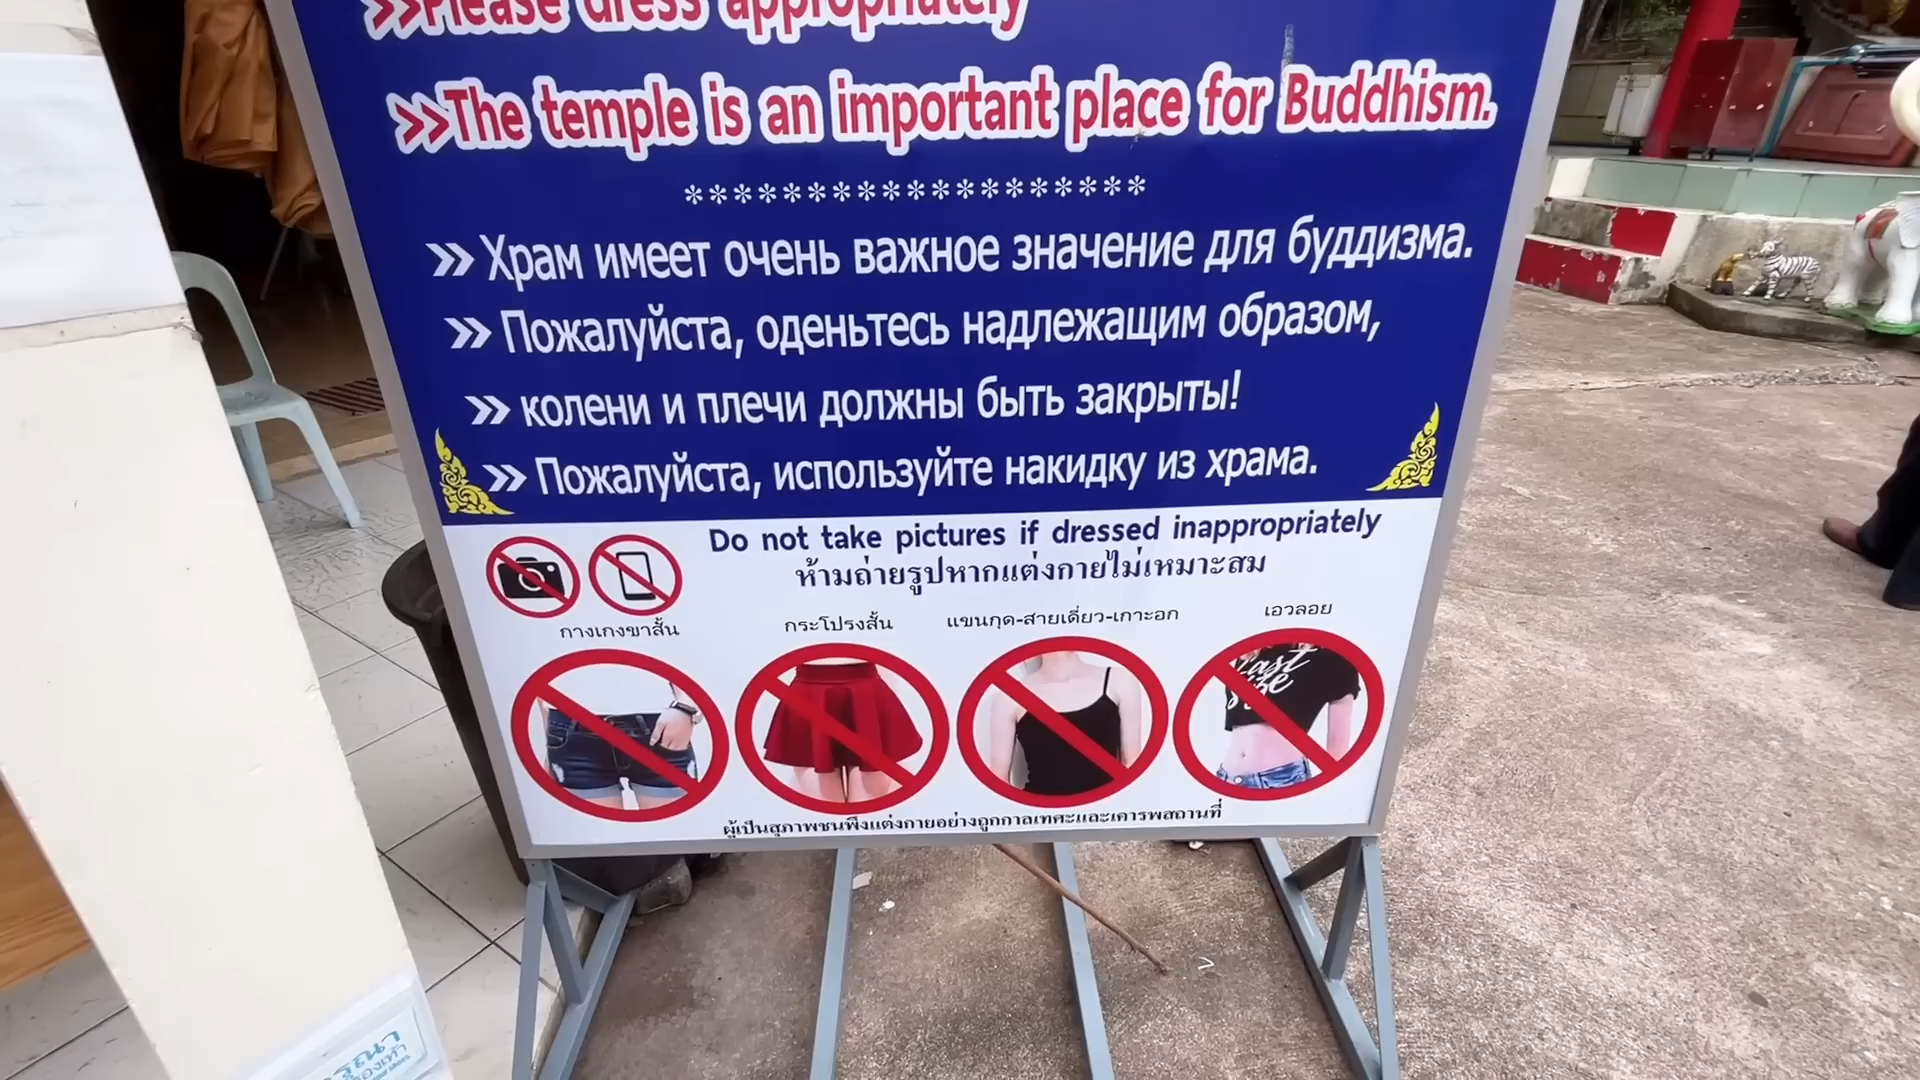 >>Please dress appropriately
>>The temple is an important place for Buddhism.
*******************
>> Храм имеет очень важное значение для буддизма.
>> Пожалуйста, оденьтесь надлежащим образом,
>> колени и плечи должны быть закрыты!
>> Пожалуйста, используйте накидку из храма.
Do not take pictures if dressed inappropriately
ห้ามถ่ายรูปหากแต่งกายไม่เหมาะสม
กางเกงขาสั้น
กระโปรงสั้น
แขนกุด-สายเดี่ยว-เกาะอก
เอวลอย
ผู้เป็นสุภาพชนพึงแต่งกายอย่างถูกกาลเทศะและเคารพสถานที่